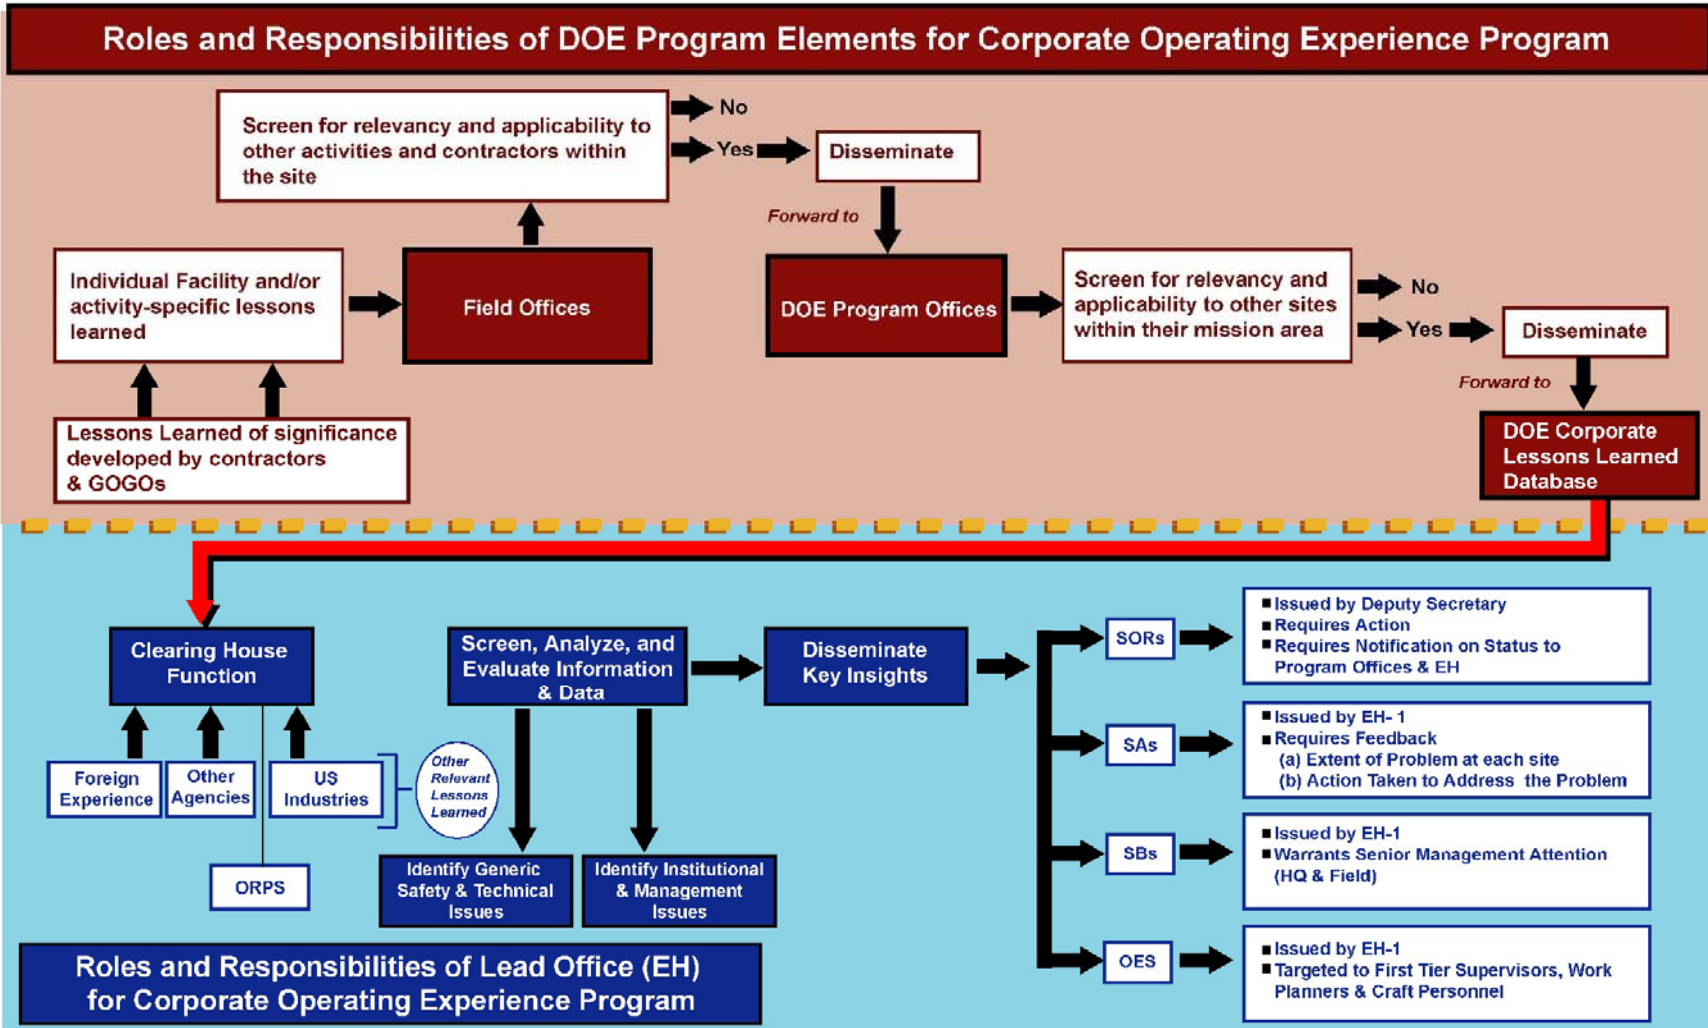 Roles and Responsibilities of DOE Program Elements for Corporate Operating Experience Program
Screen for relevancy and applicability to
other activities and contractors within
the site
No
Yes
Disseminate
Forward to
Individual Facility and/or
activity-specific lessons
learned
Field Offices
DOE Program Offices
Screen for relevancy and
applicability to other sites
within their mission area
No
Yes
Disseminate
Forward to
Lessons Learned of significance
developed by contractors
& GOGOs
DOE Corporate
Lessons Learned
Database
Clearing House
Function
Screen, Analyze, and
Evaluate Information
& Data
Disseminate
Key Insights
SORs
Issued by Deputy Secretary
Requires Action
Requires Notification on Status to
Program Offices & EH
SAs
Issued by EH- 1
Requires Feedback
(a) Extent of Problem at each site
(b) Action Taken to Address the Problem
Foreign
Experience
Other
Agencies
US
Industries
Other
Relevant
Lessons
Learned
SBs
Issued by EH-1
Warrants Senior Management Attention
(HQ & Field)
ORPS
Identify Generic
Safety & Technical
Issues
Identify Institutional
& Management
Issues
OES
Issued by EH-1
Targeted to First Tier Supervisors, Work
Planners & Craft Personnel
Roles and Responsibilities of Lead Office (EH)
for Corporate Operating Experience Program